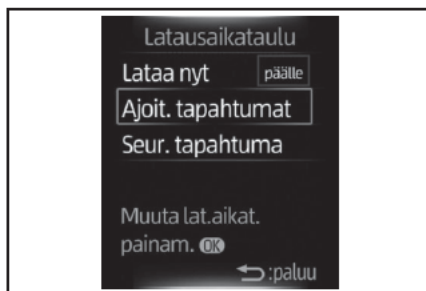 Latausaikataulu
Lataa nyt päälle
Ajoit. tapahtumat
Seur. tapahtuma
Muuta lat.aikat.
painam. OK
:paluu